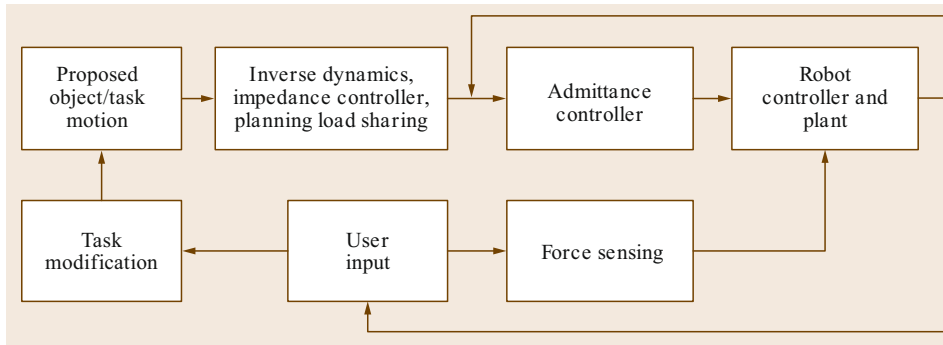 Proposed
object/task
motion
Inverse dynamics,
impedance controller,
planning load sharing
Admittance
controller
Robot
controller and
plant
Task
modification
User
input
Force sensing